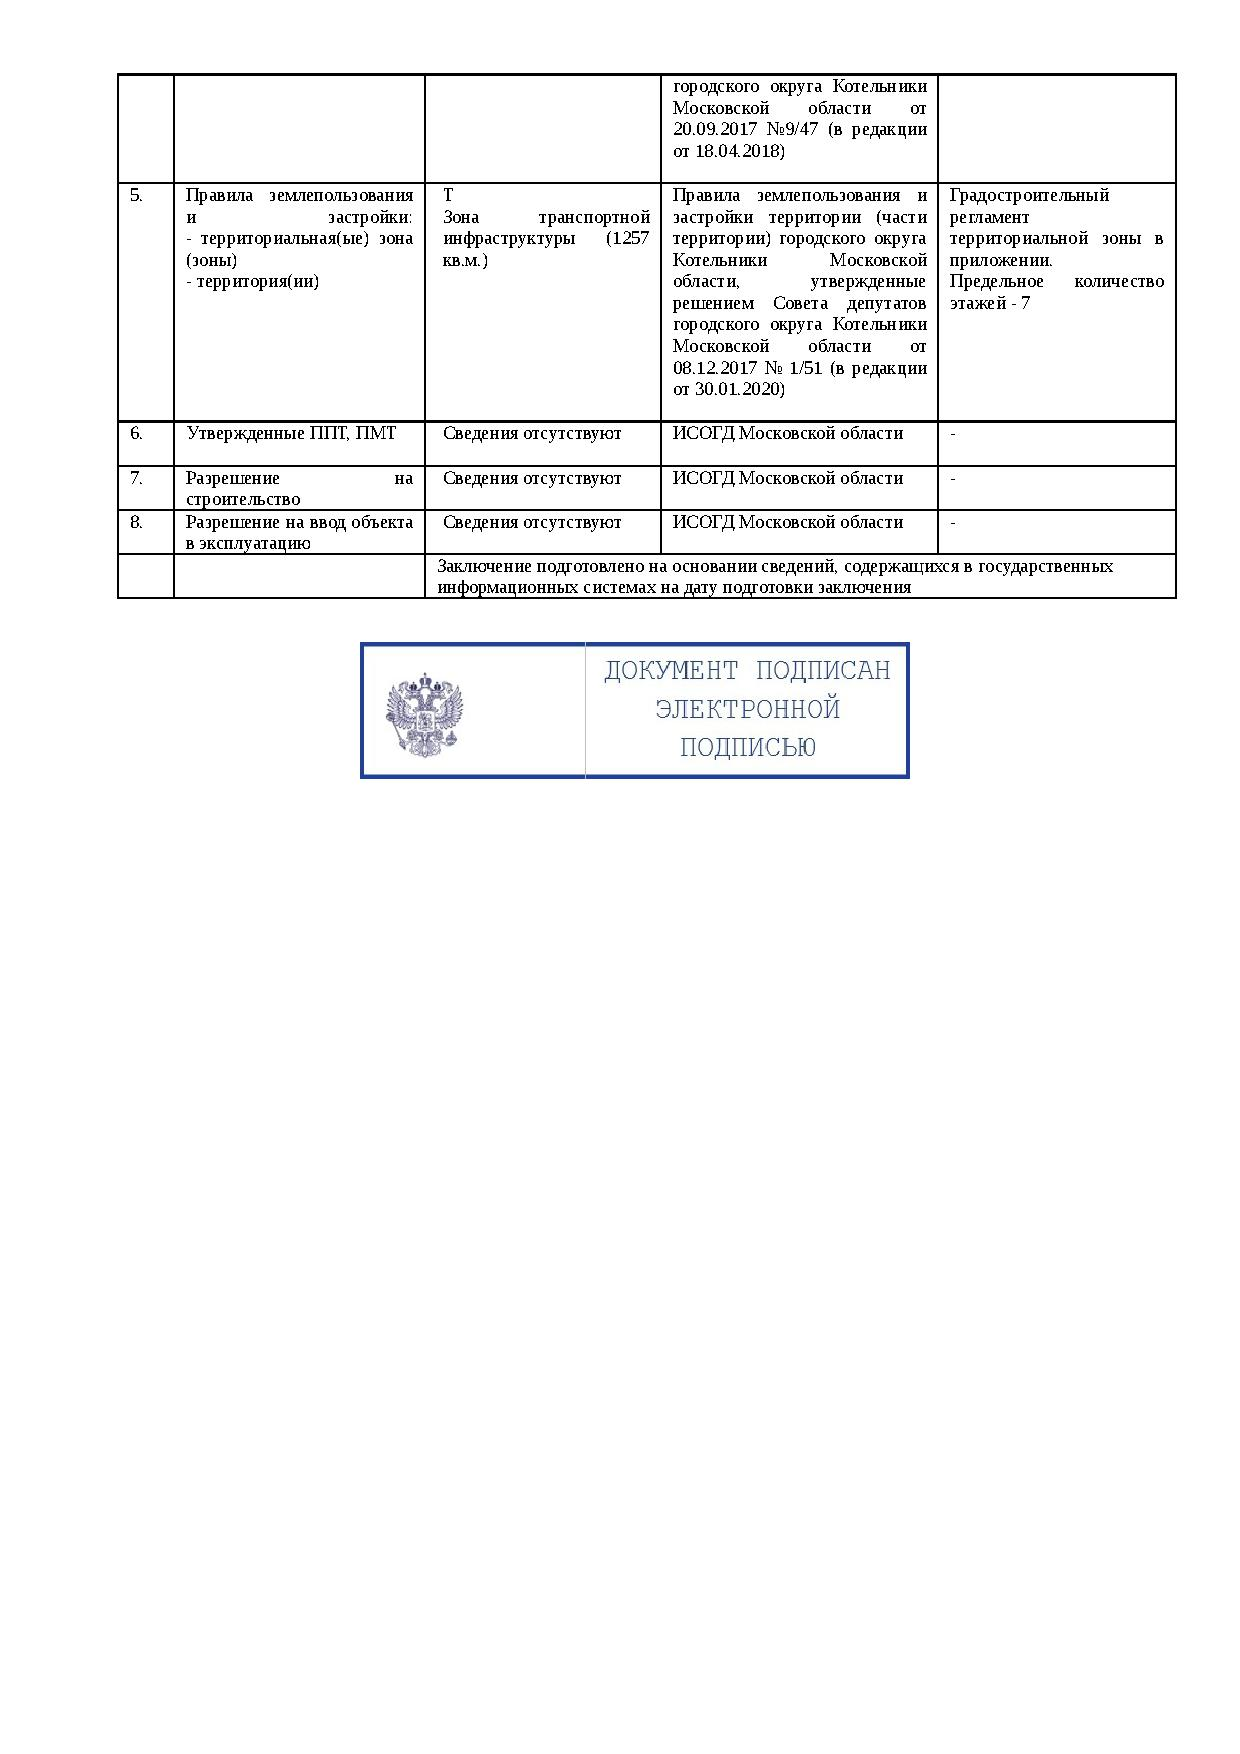 городского округа Котельники
Московской области от
20.09.2017 №9/47 (в редакции
от 18.04.2018)
5.
Правила землепользования
и застройки:
- территориальная(ые) зона
(зоны)
- территория(ии)
Т
Зона транспортной
инфраструктуры (1257
кв.м.)
Правила землепользования и
застройки территории (части
территории) городского округа
Котельники Московской
области, утвержденные
решением Совета депутатов
городского округа Котельники
Московской области от
08.12.2017 № 1/51 (в редакции
от 30.01.2020)
Градостроительный
регламент
территориальной зоны в
приложении.
Предельное количество
этажей - 7
6.
Утвержденные ППТ, ПМТ
Сведения отсутствуют
ИСОГД Московской области
-
7.
Разрешение на
строительство
Сведения отсутствуют
ИСОГД Московской области
-
8.
Разрешение на ввод объекта
в эксплуатацию
Сведения отсутствуют
ИСОГД Московской области
-
Заключение подготовлено на основании сведений, содержащихся в государственных
информационных системах на дату подготовки заключения
ДОКУМЕНТ ПОДПИСАН
ЭЛЕКТРОННОЙ
ПОДПИСЬЮ